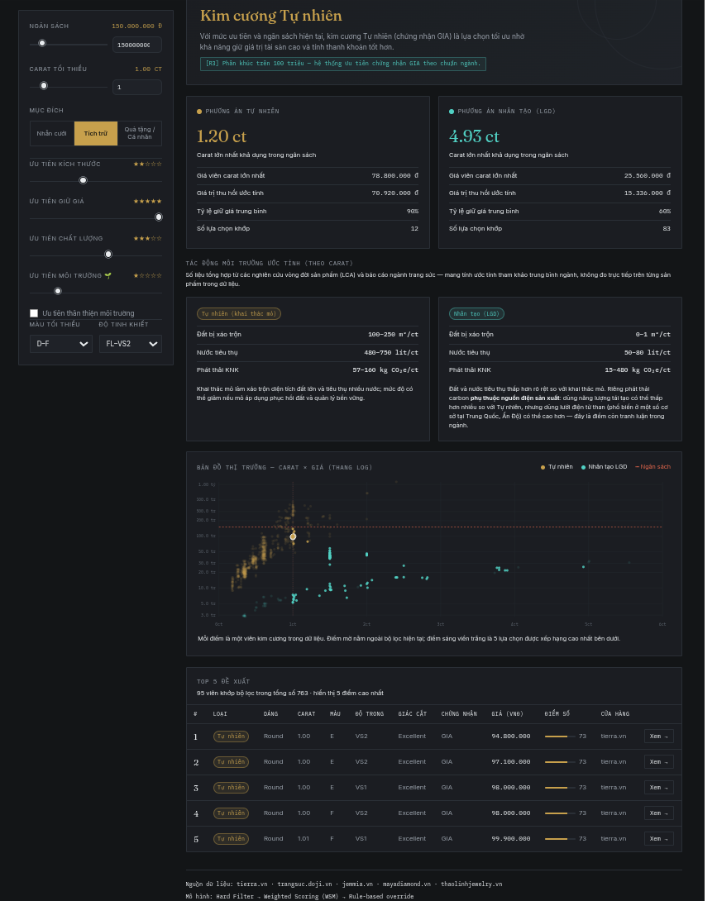 NGÂN SÁCH 150.000.000 Đ
CARAT TỐI THIỂU 1.00 CT
1
MỤC ĐÍCH
Nhẫn cưới
Tích trữ
Quà tặng / Cá nhân
ƯU TIÊN KÍCH THƯỚC ★★☆☆☆
ƯU TIÊN GIỮ GIÁ ★★★★★
ƯU TIÊN CHẤT LƯỢNG ★★★☆☆
ƯU TIÊN MÔI TRƯỜNG 🌱 ★☆☆☆☆
Ưu tiên thân thiện môi trường
MÀU TỐI THIỂU ĐỘ TINH KHIẾT
D–F FL–VS2
Kim cương Tự nhiên
Với mức ưu tiên và ngân sách hiện tại, kim cương Tự nhiên (chứng nhận GIA) là lựa chọn tối ưu nhờ
khả năng giữ giá trị tài sản cao và tính thanh khoản tốt hơn.
[R3] Phân khúc trên 100 triệu — hệ thống ưu tiên chứng nhận GIA theo chuẩn ngành.
PHƯƠNG ÁN TỰ NHIÊN
1.20 ct
Carat lớn nhất khả dụng trong ngân sách
Giá viên carat lớn nhất 78.800.000 đ
Giá trị thu hồi ước tính 70.920.000 đ
Tỷ lệ giữ giá trung bình 90%
Số lựa chọn khớp 12
PHƯƠNG ÁN NHÂN TẠO (LGD)
4.93 ct
Carat lớn nhất khả dụng trong ngân sách
Giá viên carat lớn nhất 25.560.000 đ
Giá trị thu hồi ước tính 15.336.000 đ
Tỷ lệ giữ giá trung bình 60%
Số lựa chọn khớp 83
TÁC ĐỘNG MÔI TRƯỜNG ƯỚC TÍNH (THEO CARAT)
Số liệu tổng hợp từ các nghiên cứu vòng đời sản phẩm (LCA) và báo cáo ngành trang sức — mang tính ước tính tham khảo trung bình ngành, không đo trực tiếp trên từng sản
phẩm trong dữ liệu.
Tự nhiên (khai thác mỏ)
Đất bị xáo trộn 100–250 m²/ct
Nước tiêu thụ 480–750 lít/ct
Phát thải KNK 57–160 kg CO₂e/ct
Khai thác mỏ làm xáo trộn diện tích đất lớn và tiêu thụ nhiều nước; mức độ có
thể giảm nếu mỏ áp dụng phục hồi đất và quản lý bền vững.
Nhân tạo (LGD)
Đất bị xáo trộn 0–1 m²/ct
Nước tiêu thụ 50–80 lít/ct
Phát thải KNK 15–480 kg CO₂e/ct
Đất và nước tiêu thụ thấp hơn rõ rệt so với khai thác mỏ. Riêng phát thải
carbon phụ thuộc nguồn điện sản xuất: dùng năng lượng tái tạo có thể thấp
hơn nhiều so với Tự nhiên, nhưng dùng lưới điện từ than (phổ biến ở một số cơ
sở tại Trung Quốc, Ấn Độ) có thể cao hơn — đây là điểm còn tranh luận trong
ngành.
BẢN ĐỒ THỊ TRƯỜNG — CARAT × GIÁ (THANG LOG)
Tự nhiên Nhân tạo LGD Ngân sách
0ct 1ct 2ct 3ct 4ct 5ct 6ct
Mỗi điểm là một viên kim cương trong dữ liệu. Điểm mờ nằm ngoài bộ lọc hiện tại; điểm sáng viền trắng là 5 lựa chọn được xếp hạng cao nhất bên dưới.
TOP 5 ĐỀ XUẤT
95 viên khớp bộ lọc trong tổng số 763 · hiển thị 5 điểm cao nhất
# LOẠI DÁNG CARAT MÀU ĐỘ TRONG GIÁC CẮT CHỨNG NHẬN GIÁ (VNĐ) ĐIỂM SỐ CỬA HÀNG
1 Tự nhiên Round 1.00 E VS2 Excellent GIA 94.800.000 73 tierra.vn Xem →
2 Tự nhiên Round 1.00 E VS2 Excellent GIA 97.100.000 73 tierra.vn Xem →
3 Tự nhiên Round 1.00 E VS1 Excellent GIA 98.000.000 73 tierra.vn Xem →
4 Tự nhiên Round 1.00 F VS2 Excellent GIA 98.000.000 73 tierra.vn Xem →
5 Tự nhiên Round 1.01 F VS1 Excellent GIA 99.900.000 73 tierra.vn Xem →
Nguồn dữ liệu: tierra.vn · trangsuc.doji.vn · jemmia.vn · mayadiamond.vn · thaolinhjewelry.vn
Mô hình: Hard Filter → Weighted Scoring (WSM) → Rule-based override